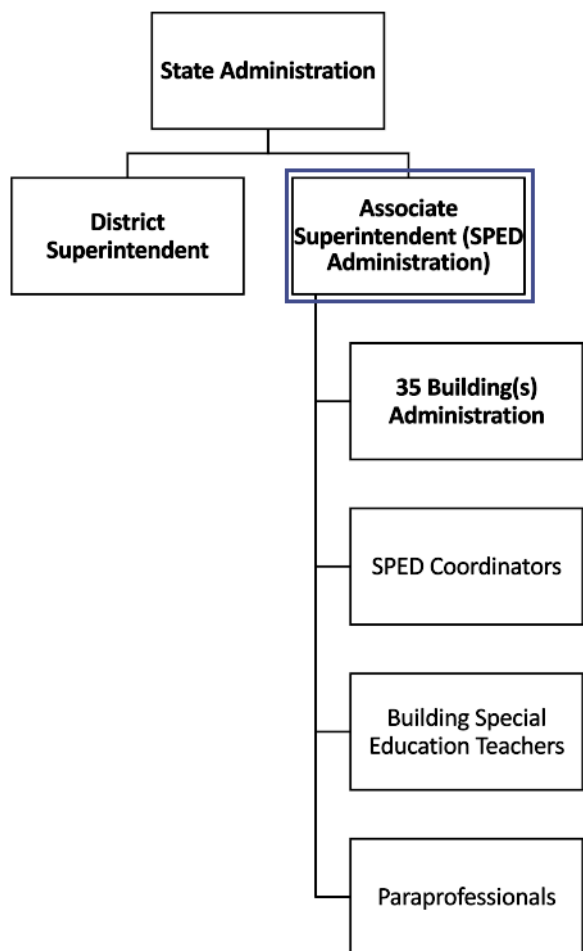 State Administration
District
Superintendent
Associate
Superintendent (SPED
Administration)
35 Building(s)
Administration
SPED Coordinators
Building Special
Education Teachers
Paraprofessionals